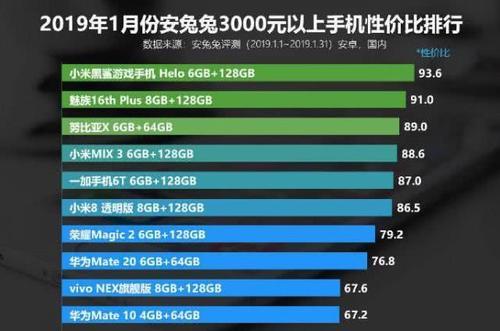 2019年1月份安兔兔3000元以上手机性价比排行
数据来源：安兔兔评测（2019.1.1~2019.1.31）安卓，国内
*性价比
小米黑鲨游戏手机 Helo 6GB+128GB 93.6
魅族16th Plus 8GB+128GB 91.0
努比亚X 6GB+64GB 89.0
小米MIX 3 6GB+128GB 88.6
一加手机6T 6GB+128GB 87.0
小米8 透明版 8GB+128GB 86.5
荣耀Magic 2 6GB+128GB 79.2
华为Mate 20 6GB+64GB 76.8
vivo NEX旗舰版 8GB+128GB 67.6
华为Mate 10 4GB+64GB 67.2